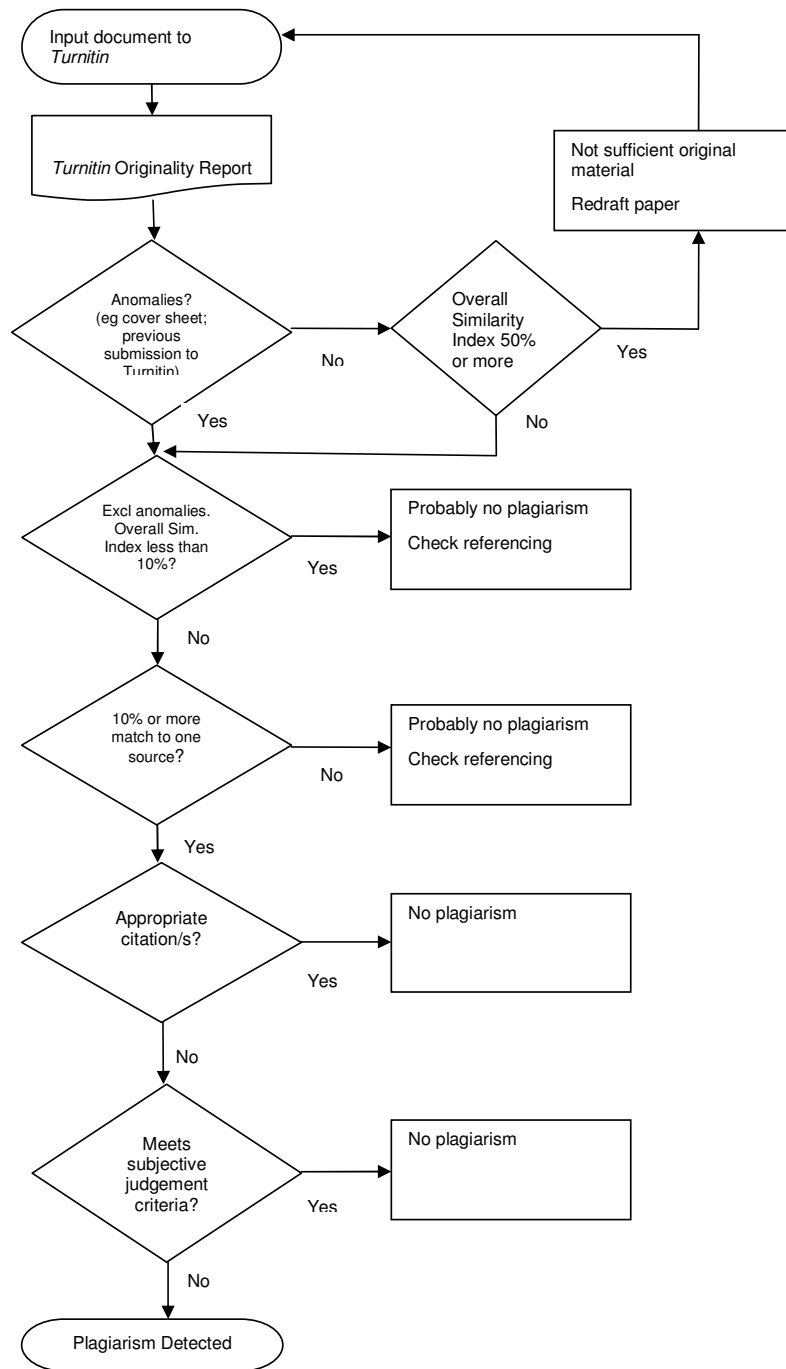 Input document to
Turnitin
Turnitin Originality Report
Not sufficient original
material
Redraft paper
Anomalies?
(eg cover sheet;
previous
submission to
Turnitin)
No
Overall
Similarity
Index 50%
or more
Yes
Yes
No
Excl anomalies.
Overall Sim.
Index less than
10%?
Yes
Probably no plagiarism
Check referencing
No
10% or more
match to one
source?
No
Probably no plagiarism
Check referencing
Yes
Appropriate
citation/s?
Yes
No plagiarism
No
Meets
subjective
judgement
criteria?
Yes
No plagiarism
No
Plagiarism Detected